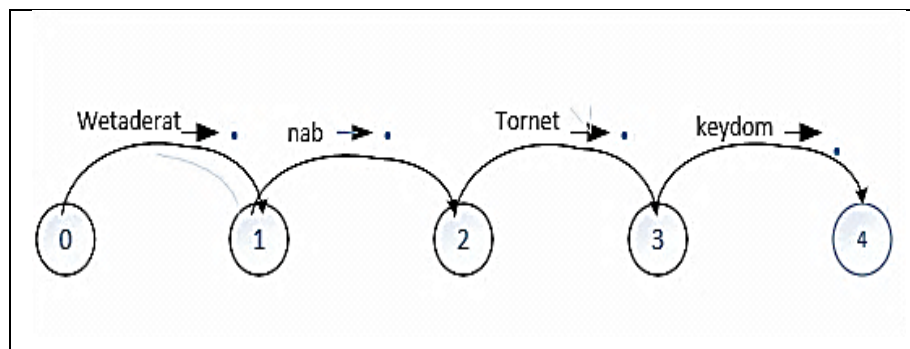 Wetaderat → .
nab → .
Tornet → .
keydom → .
0
1
2
3
4